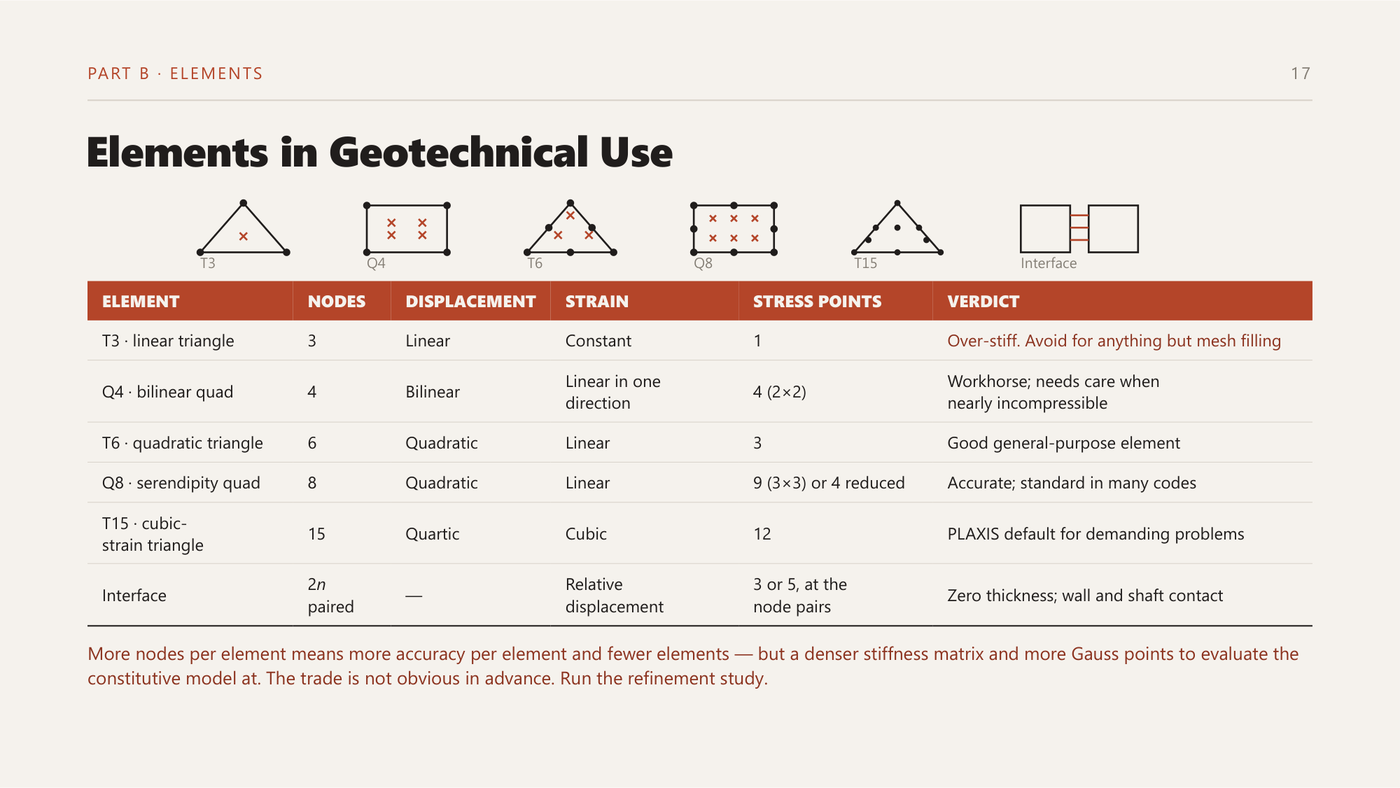 PART B · ELEMENTS
17
Elements in Geotechnical Use
T3
Q4
T6
Q8
T15
Interface
ELEMENT NODES DISPLACEMENT STRAIN STRESS POINTS VERDICT
T3 · linear triangle 3 Linear Constant 1 Over-stiff. Avoid for anything but mesh filling
Q4 · bilinear quad 4 Bilinear Linear in one direction 4 (2×2) Workhorse; needs care when nearly incompressible
T6 · quadratic triangle 6 Quadratic Linear 3 Good general-purpose element
Q8 · serendipity quad 8 Quadratic Linear 9 (3×3) or 4 reduced Accurate; standard in many codes
T15 · cubic-strain triangle 15 Quartic Cubic 12 PLAXIS default for demanding problems
Interface 2n paired — Relative displacement 3 or 5, at the node pairs Zero thickness; wall and shaft contact
More nodes per element means more accuracy per element and fewer elements — but a denser stiffness matrix and more Gauss points to evaluate the
constitutive model at. The trade is not obvious in advance. Run the refinement study.